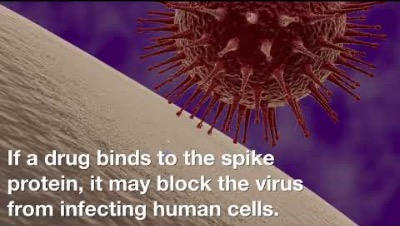 If a drug binds to the spike
protein, it may block the virus
from infecting human cells.